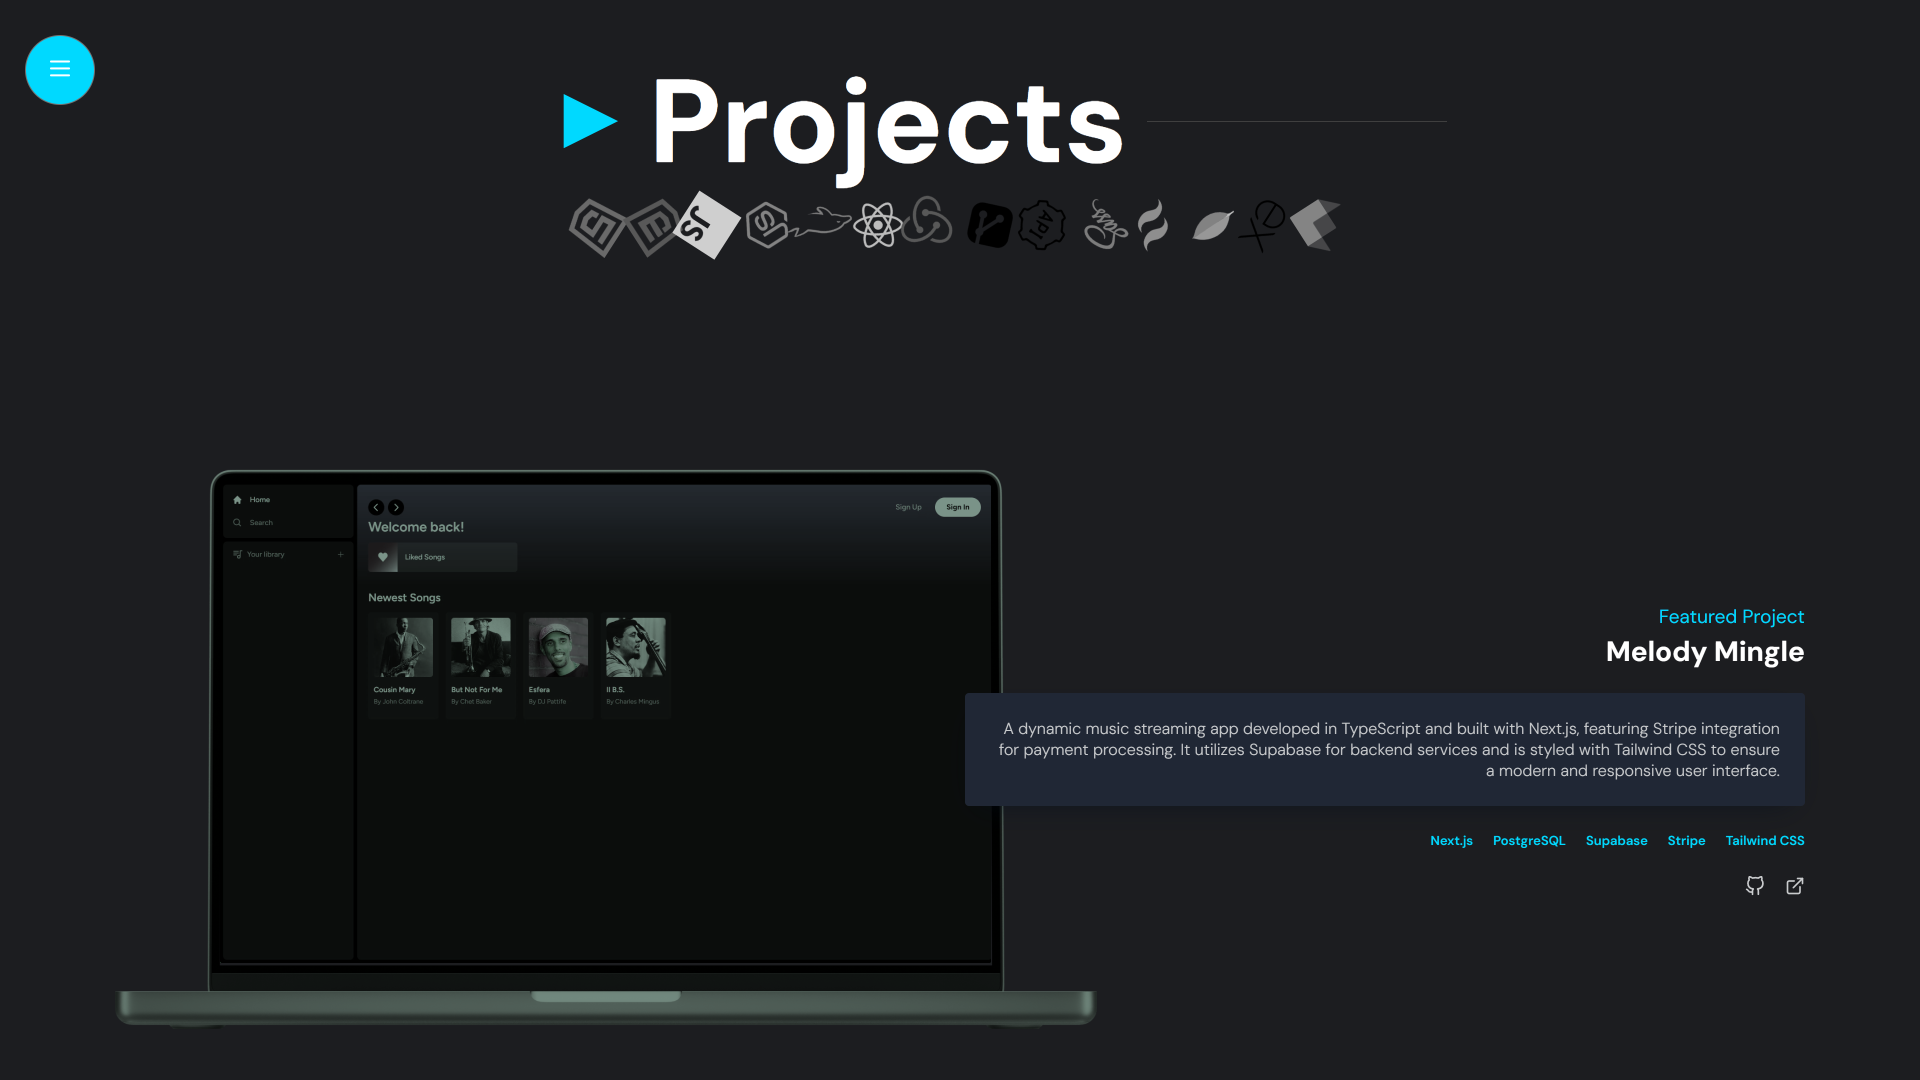 Projects
JS
API
Home
Search
Your library
Sign Up
Sign in
Welcome back!
Liked Songs
Newest Songs
Cousin Mary
By John Coltrane
But Not For Me
By Chet Baker
Esfera
By DJ Pattife
II B.S.
By Charles Mingus
Featured Project
Melody Mingle
A dynamic music streaming app developed in TypeScript and built with Next.js, featuring Stripe integration
for payment processing. It utilizes Supabase for backend services and is styled with Tailwind CSS to ensure
a modern and responsive user interface.
Next.js PostgreSQL Supabase Stripe Tailwind CSS